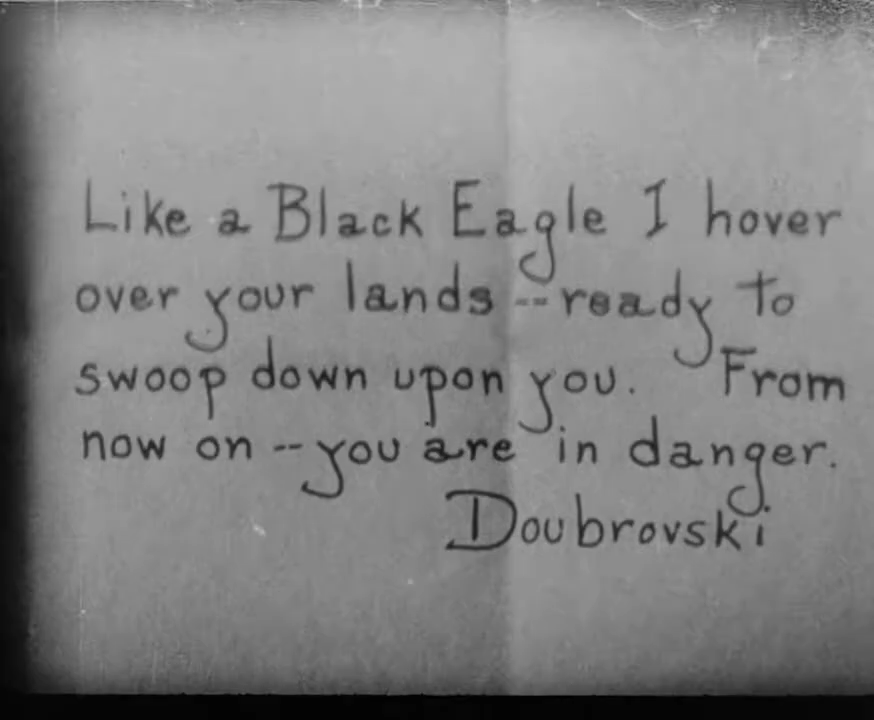 Like a Black Eagle I hover
over your lands -- ready to
swoop down upon you. From
now on -- you are in danger.
Doubrovski